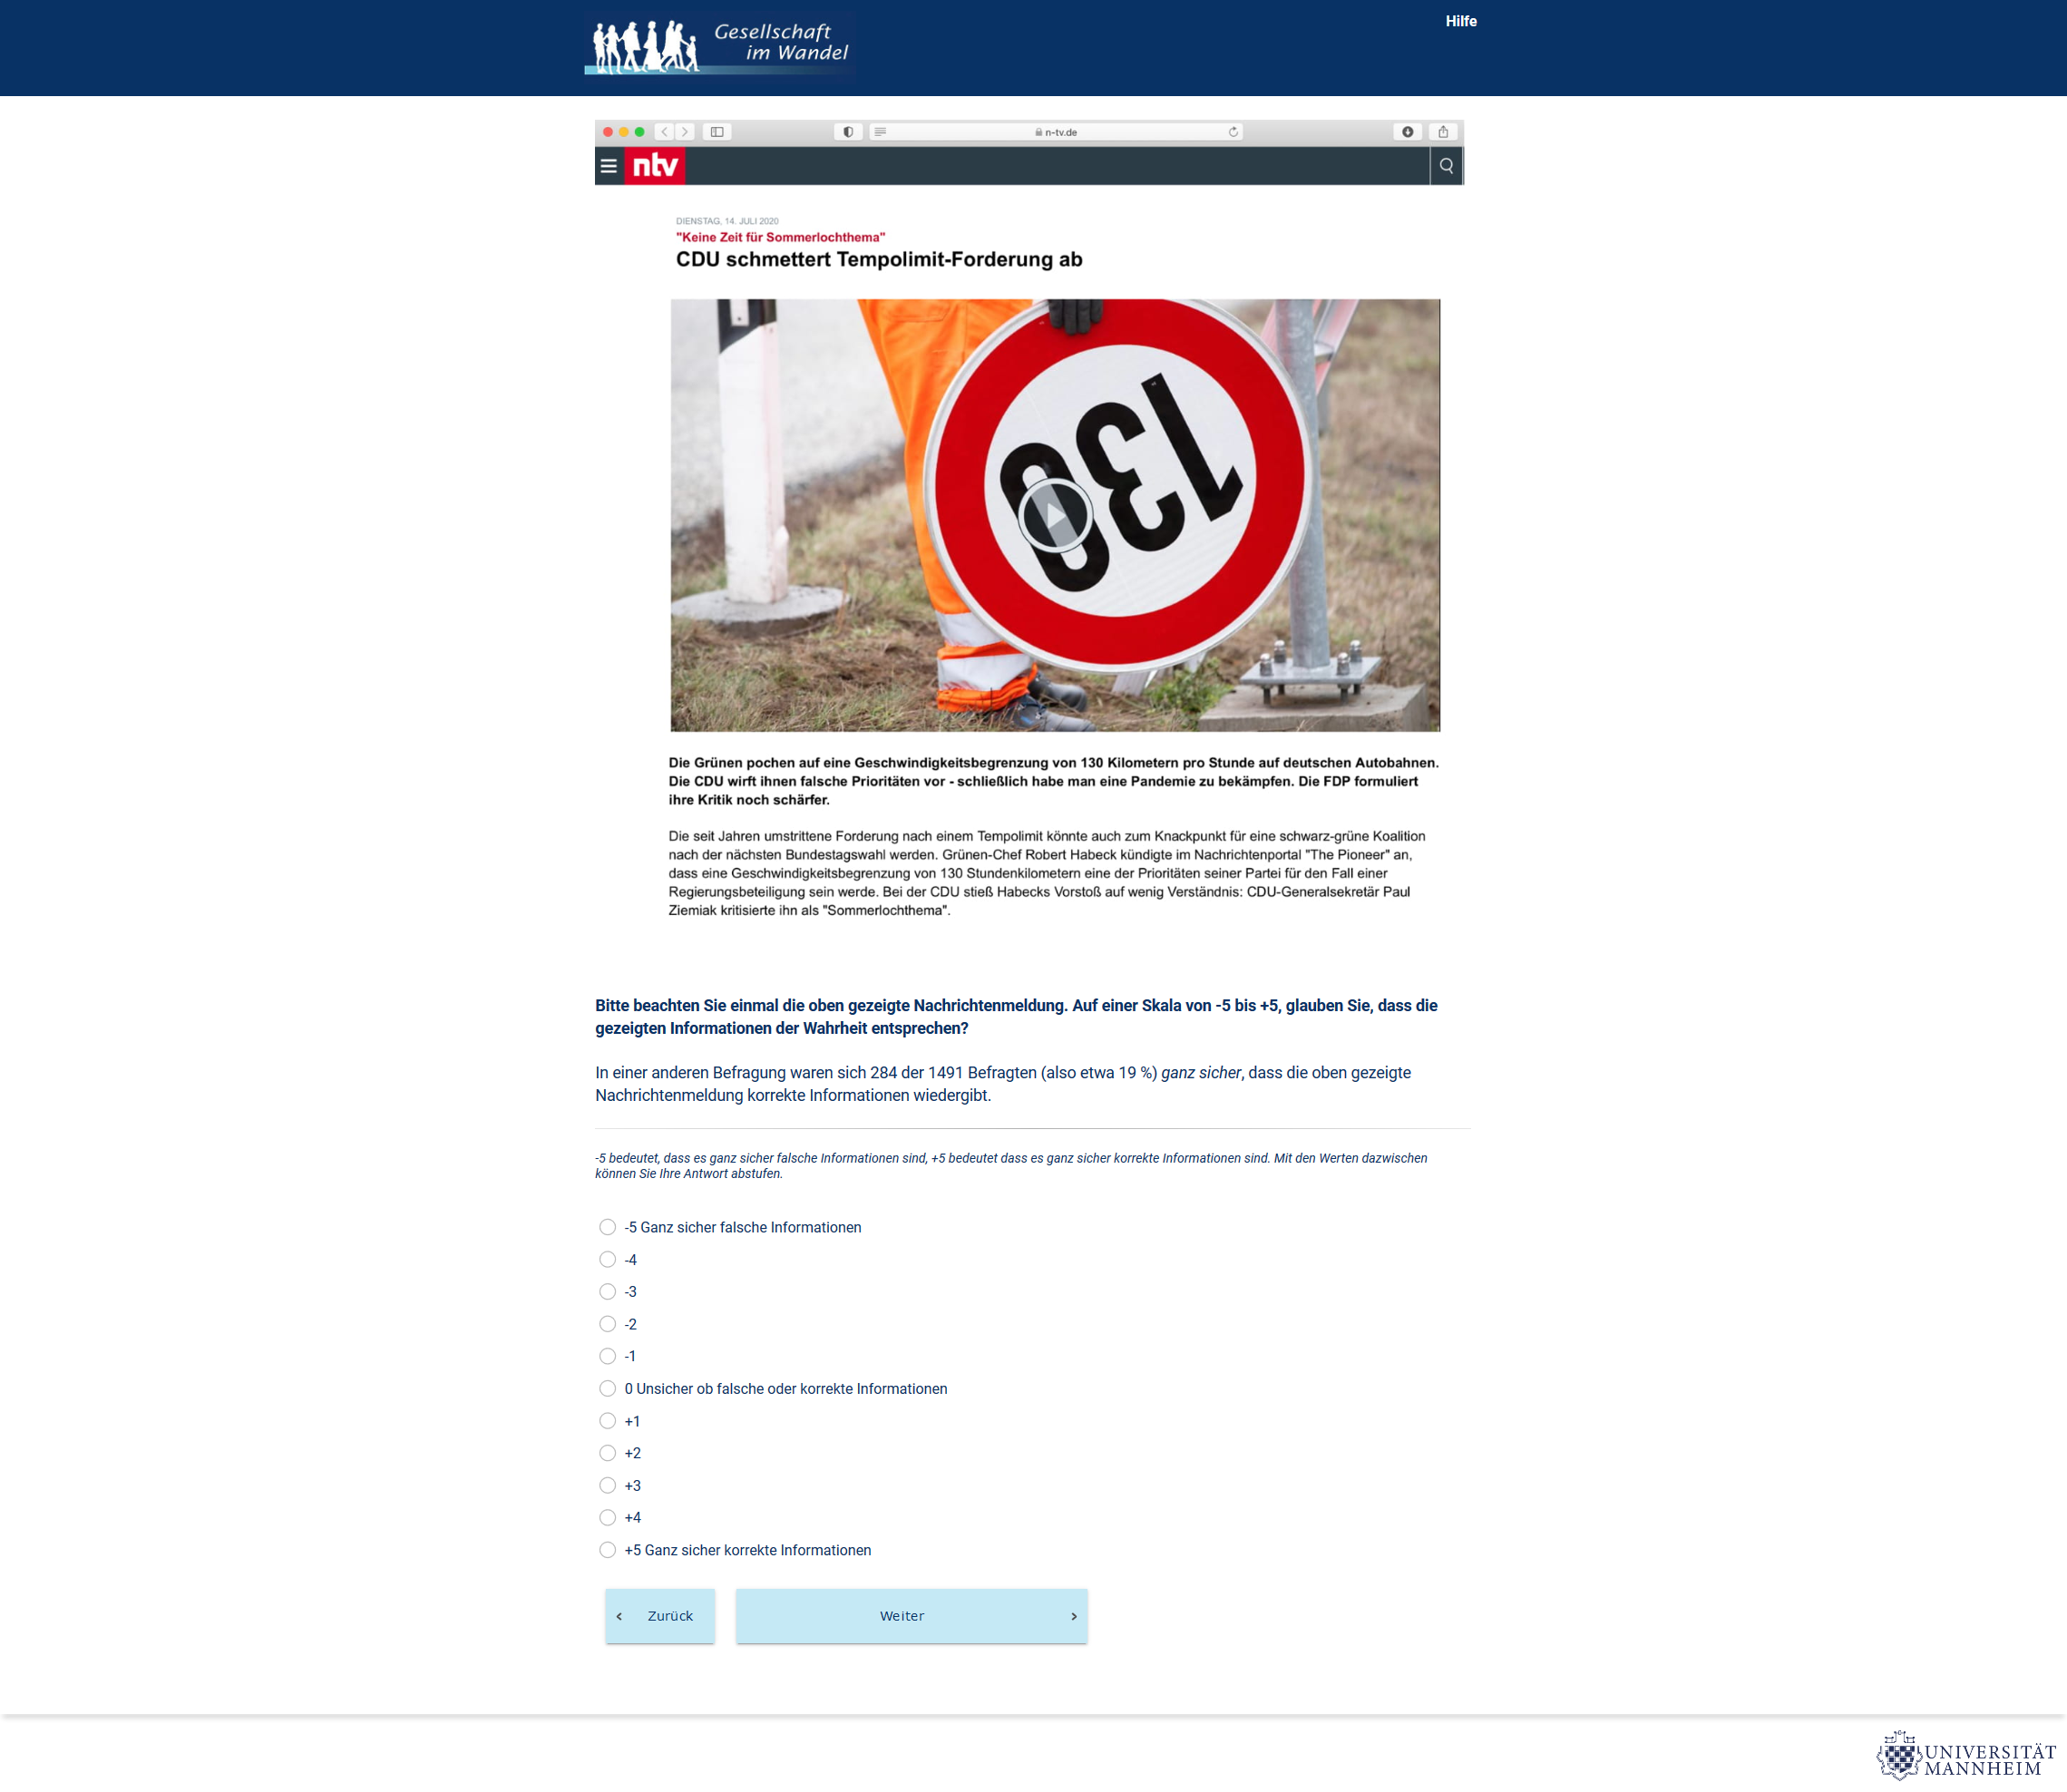 Gesellschaft
im Wandel
Hilfe
n-tv.de
ntv
DIENSTAG, 14. JULI 2020
"Keine Zeit für Sommerlochthema"
CDU schmettert Tempolimit-Forderung ab
130
Die Grünen pochen auf eine Geschwindigkeitsbegrenzung von 130 Kilometern pro Stunde auf deutschen Autobahnen.
Die CDU wirft ihnen falsche Prioritäten vor - schließlich habe man eine Pandemie zu bekämpfen. Die FDP formuliert
ihre Kritik noch schärfer.
Die seit Jahren umstrittene Forderung nach einem Tempolimit könnte auch zum Knackpunkt für eine schwarz-grüne Koalition
nach der nächsten Bundestagswahl werden. Grünen-Chef Robert Habeck kündigte im Nachrichtenportal "The Pioneer" an,
dass eine Geschwindigkeitsbegrenzung von 130 Stundenkilometern eine der Prioritäten seiner Partei für den Fall einer
Regierungsbeteiligung sein werde. Bei der CDU stieß Habecks Vorstoß auf wenig Verständnis: CDU-Generalsekretär Paul
Ziemiak kritisierte ihn als "Sommerlochthema".
Bitte beachten Sie einmal die oben gezeigte Nachrichtenmeldung. Auf einer Skala von -5 bis +5, glauben Sie, dass die
gezeigten Informationen der Wahrheit entsprechen?
In einer anderen Befragung waren sich 284 der 1491 Befragten (also etwa 19 %) ganz sicher, dass die oben gezeigte
Nachrichtenmeldung korrekte Informationen wiedergibt.
-5 bedeutet, dass es ganz sicher falsche Informationen sind, +5 bedeutet dass es ganz sicher korrekte Informationen sind. Mit den Werten dazwischen
können Sie Ihre Antwort abstufen.
-5 Ganz sicher falsche Informationen
-4
-3
-2
-1
0 Unsicher ob falsche oder korrekte Informationen
+1
+2
+3
+4
+5 Ganz sicher korrekte Informationen
Zurück
Weiter
UNIVERSITÄT
MANNHEIM